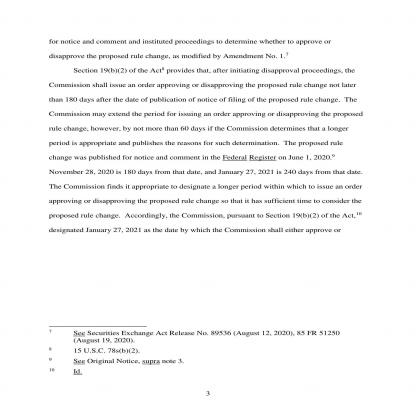 for notice and comment and instituted proceedings to determine whether to approve or
disapprove the proposed rule change, as modified by Amendment No. 1.7
Section 19(b)(2) of the Act8 provides that, after initiating disapproval proceedings, the
Commission shall issue an order approving or disapproving the proposed rule change not later
than 180 days after the date of publication of notice of filing of the proposed rule change. The
Commission may extend the period for issuing an order approving or disapproving the proposed
rule change, however, by not more than 60 days if the Commission determines that a longer
period is appropriate and publishes the reasons for such determination. The proposed rule
change was published for notice and comment in the Federal Register on June 1, 2020.9
November 28, 2020 is 180 days from that date, and January 27, 2021 is 240 days from that date.
The Commission finds it appropriate to designate a longer period within which to issue an order
approving or disapproving the proposed rule change so that it has sufficient time to consider the
proposed rule change. Accordingly, the Commission, pursuant to Section 19(b)(2) of the Act,10
designated January 27, 2021 as the date by which the Commission shall either approve or
7 See Securities Exchange Act Release No. 89536 (August 12, 2020), 85 FR 51250
(August 19, 2020).
8 15 U.S.C. 78s(b)(2).
9 See Original Notice, supra note 3.
10 Id.
3